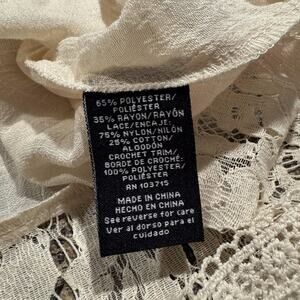 65% POLYESTER/
POLIÉSTER
35% RAYON/RAYÓN
LACE/ENCAJE:
75% NYLON/NILÓN
25% COTTON/
ALGODÓN
CROCHET TRIM/
BORDE DE CROCHÉ:
100% POLYESTER/
POLIÉSTER
RN 103715
MADE IN CHINA
HECHO EN CHINA
See reverse for care
Ver al dorso para el
cuidado